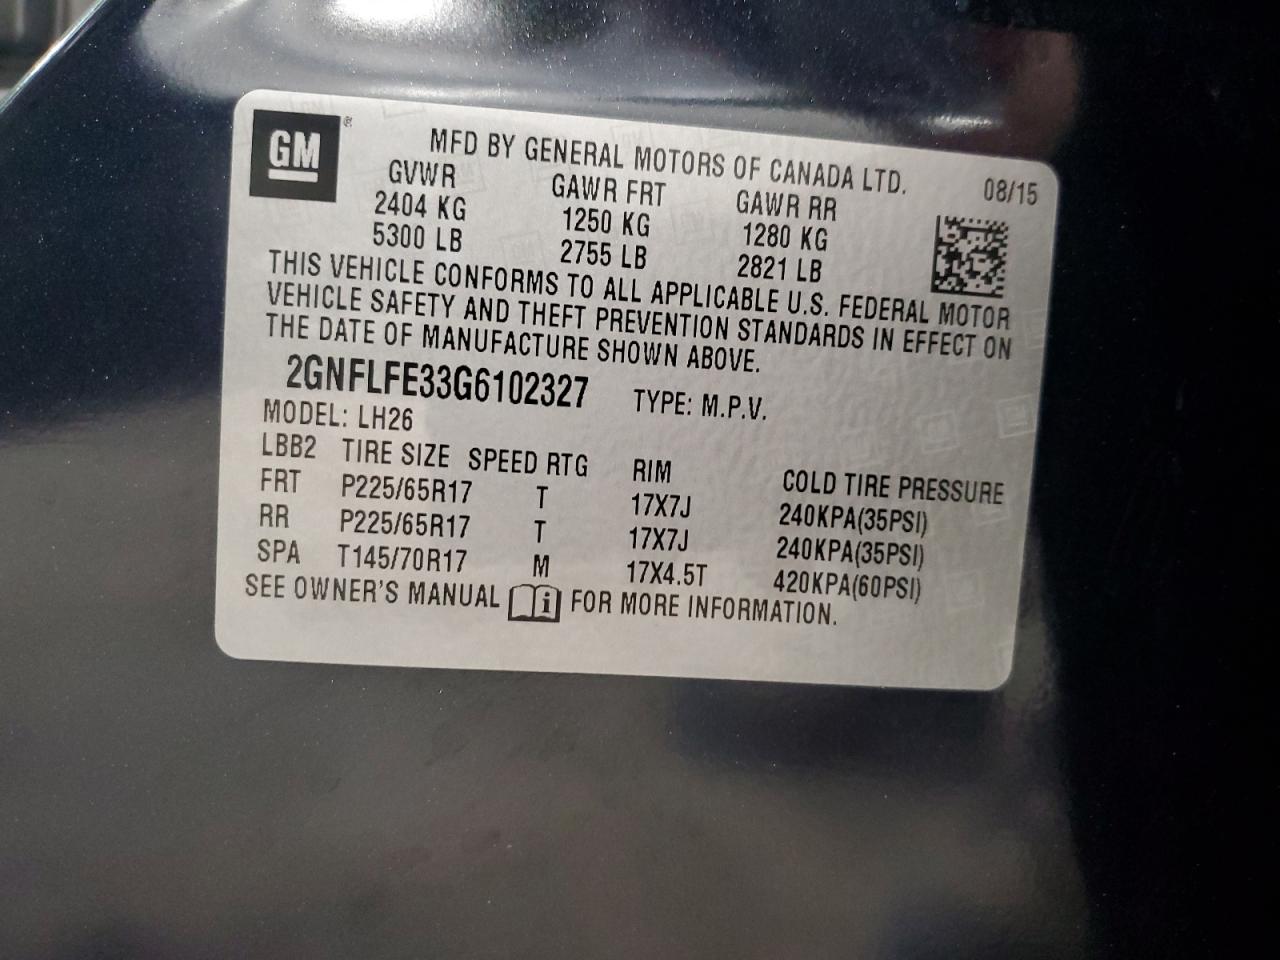 GM ® MFD BY GENERAL MOTORS OF CANADA LTD. 08/15
GVWR GAWR FRT GAWR RR
2404 KG 1250 KG 1280 KG
5300 LB 2755 LB 2821 LB
THIS VEHICLE CONFORMS TO ALL APPLICABLE U.S. FEDERAL MOTOR
VEHICLE SAFETY AND THEFT PREVENTION STANDARDS IN EFFECT ON
THE DATE OF MANUFACTURE SHOWN ABOVE.
2GNFLFE33G6102327 TYPE: M.P.V.
MODEL: LH26
LBB2 TIRE SIZE SPEED RTG RIM COLD TIRE PRESSURE
FRT P225/65R17 T 17X7J 240KPA(35PSI)
RR P225/65R17 T 17X7J 240KPA(35PSI)
SPA T145/70R17 M 17X4.5T 420KPA(60PSI)
SEE OWNER'S MANUAL i FOR MORE INFORMATION.